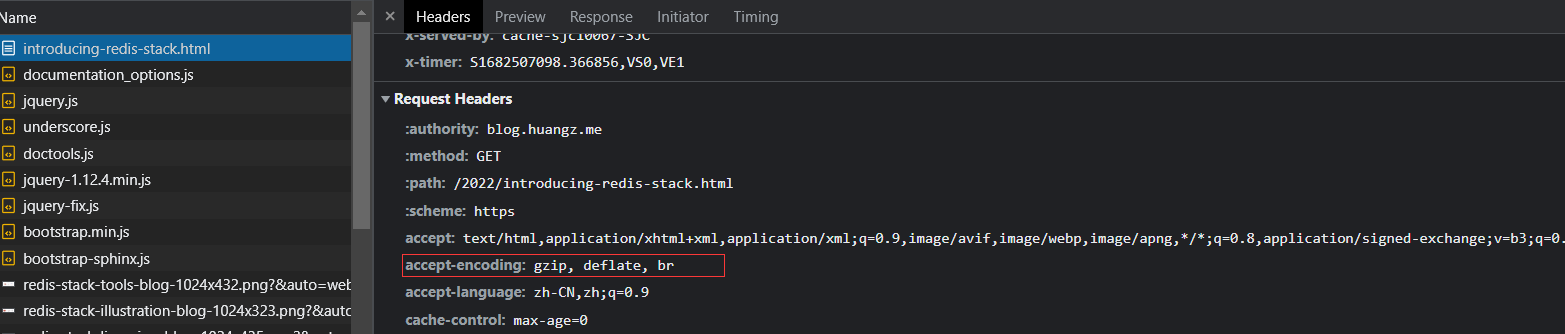 Name
introducing-redis-stack.html
documentation_options.js
jquery.js
underscore.js
doctools.js
jquery-1.12.4.min.js
jquery-fix.js
bootstrap.min.js
bootstrap-sphinx.js
redis-stack-tools-blog-1024x432.png?&auto=web
redis-stack-illustration-blog-1024x323.png?&auto
× Headers Preview Response Initiator Timing
x-served-by: cache-sjc10067-SJC
x-timer: S1682507098.366856,VS0,VE1
Request Headers
:authority: blog.huangz.me
:method: GET
:path: /2022/introducing-redis-stack.html
:scheme: https
accept: text/html,application/xhtml+xml,application/xml;q=0.9,image/avif,image/webp,image/apng,*/*;q=0.8,application/signed-exchange;v=b3;q=0.
accept-encoding: gzip, deflate, br
accept-language: zh-CN,zh;q=0.9
cache-control: max-age=0